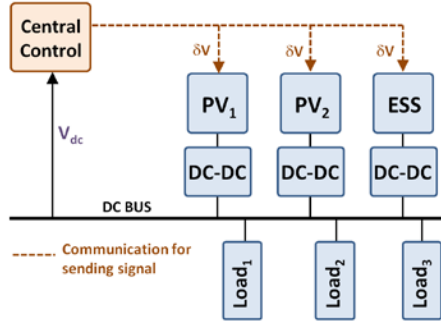 Central
Control
δV
δV
δV
PV₁
PV₂
ESS
V_dc
DC-DC
DC-DC
DC-DC
DC BUS
Communication for
sending signal
Load₁
Load₂
Load₃